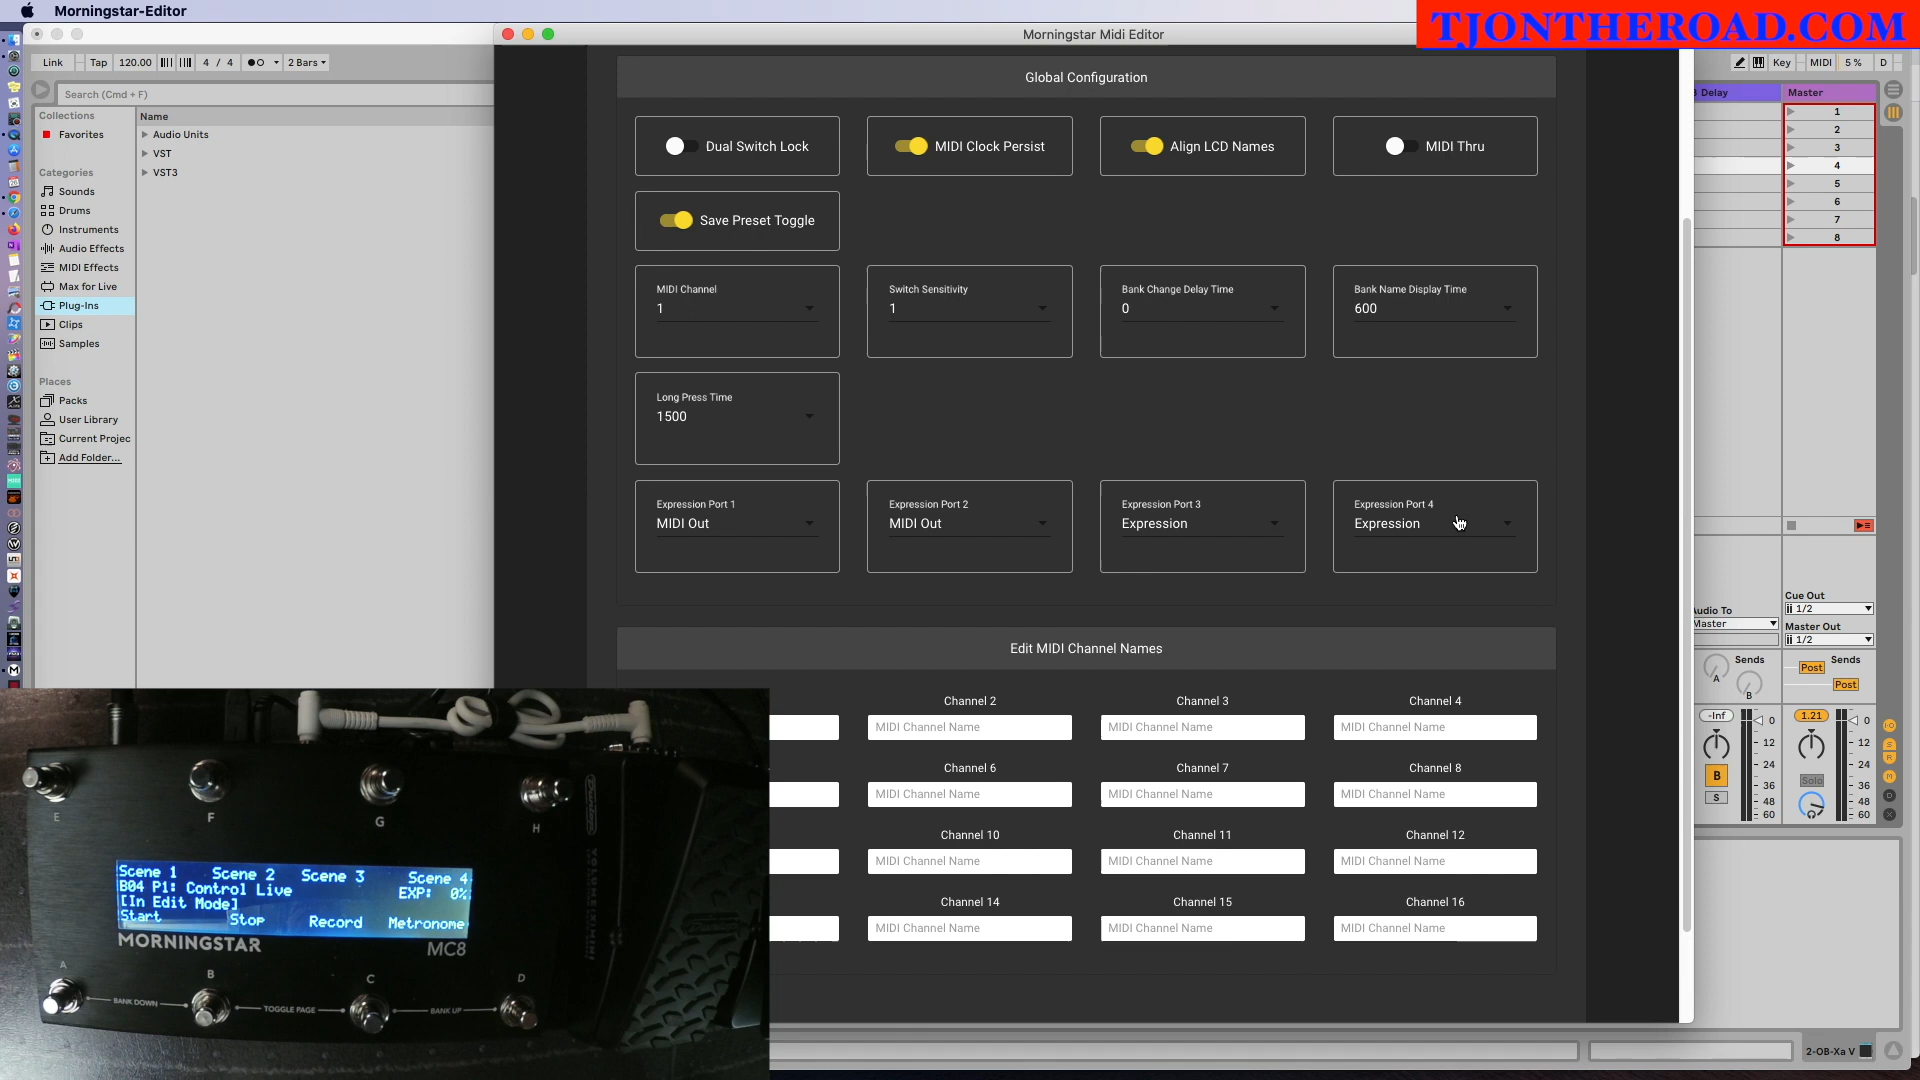 Morningstar-Editor
TJONTHEROAD.COM
Morningstar Midi Editor
Link
Tap
120.00
4 / 4
2 Bars
Key
MIDI
5 %
D
Search (Cmd + F)
Collections
Favorites
Categories
Sounds
Drums
Instruments
Audio Effects
MIDI Effects
Max for Live
Plug-Ins
Clips
Samples
Places
Packs
User Library
Current Projec
Add Folder...
Name
Audio Units
VST
VST3
Global Configuration
Dual Switch Lock
MIDI Clock Persist
Align LCD Names
MIDI Thru
Save Preset Toggle
MIDI Channel
1
Switch Sensitivity
1
Bank Change Delay Time
0
Bank Name Display Time
600
Long Press Time
1500
Expression Port 1
MIDI Out
Expression Port 2
MIDI Out
Expression Port 3
Expression
Expression Port 4
Expression
Edit MIDI Channel Names
Channel 2
Channel 3
Channel 4
MIDI Channel Name
MIDI Channel Name
MIDI Channel Name
Channel 6
Channel 7
Channel 8
MIDI Channel Name
MIDI Channel Name
MIDI Channel Name
Channel 10
Channel 11
Channel 12
MIDI Channel Name
MIDI Channel Name
MIDI Channel Name
Channel 14
Channel 15
Channel 16
MIDI Channel Name
MIDI Channel Name
MIDI Channel Name
Delay
Master
1
2
3
4
5
6
7
8
Cue Out
1/2
Audio To
Master
Master Out
1/2
Sends
Sends
A
B
Post
Post
-Inf
0
12
24
36
48
60
B
S
1.21
0
12
24
36
48
60
Solo
2-OB-Xa V
E
F
G
H
Scene 1 Scene 2 Scene 3 Scene 4
B04 P1: Control Live EXP: 0%
[In Edit Mode]
Start Stop Record Metronome
MORNINGSTAR
MC8
A
B
C
D
BANK DOWN
TOGGLE PAGE
BANK UP